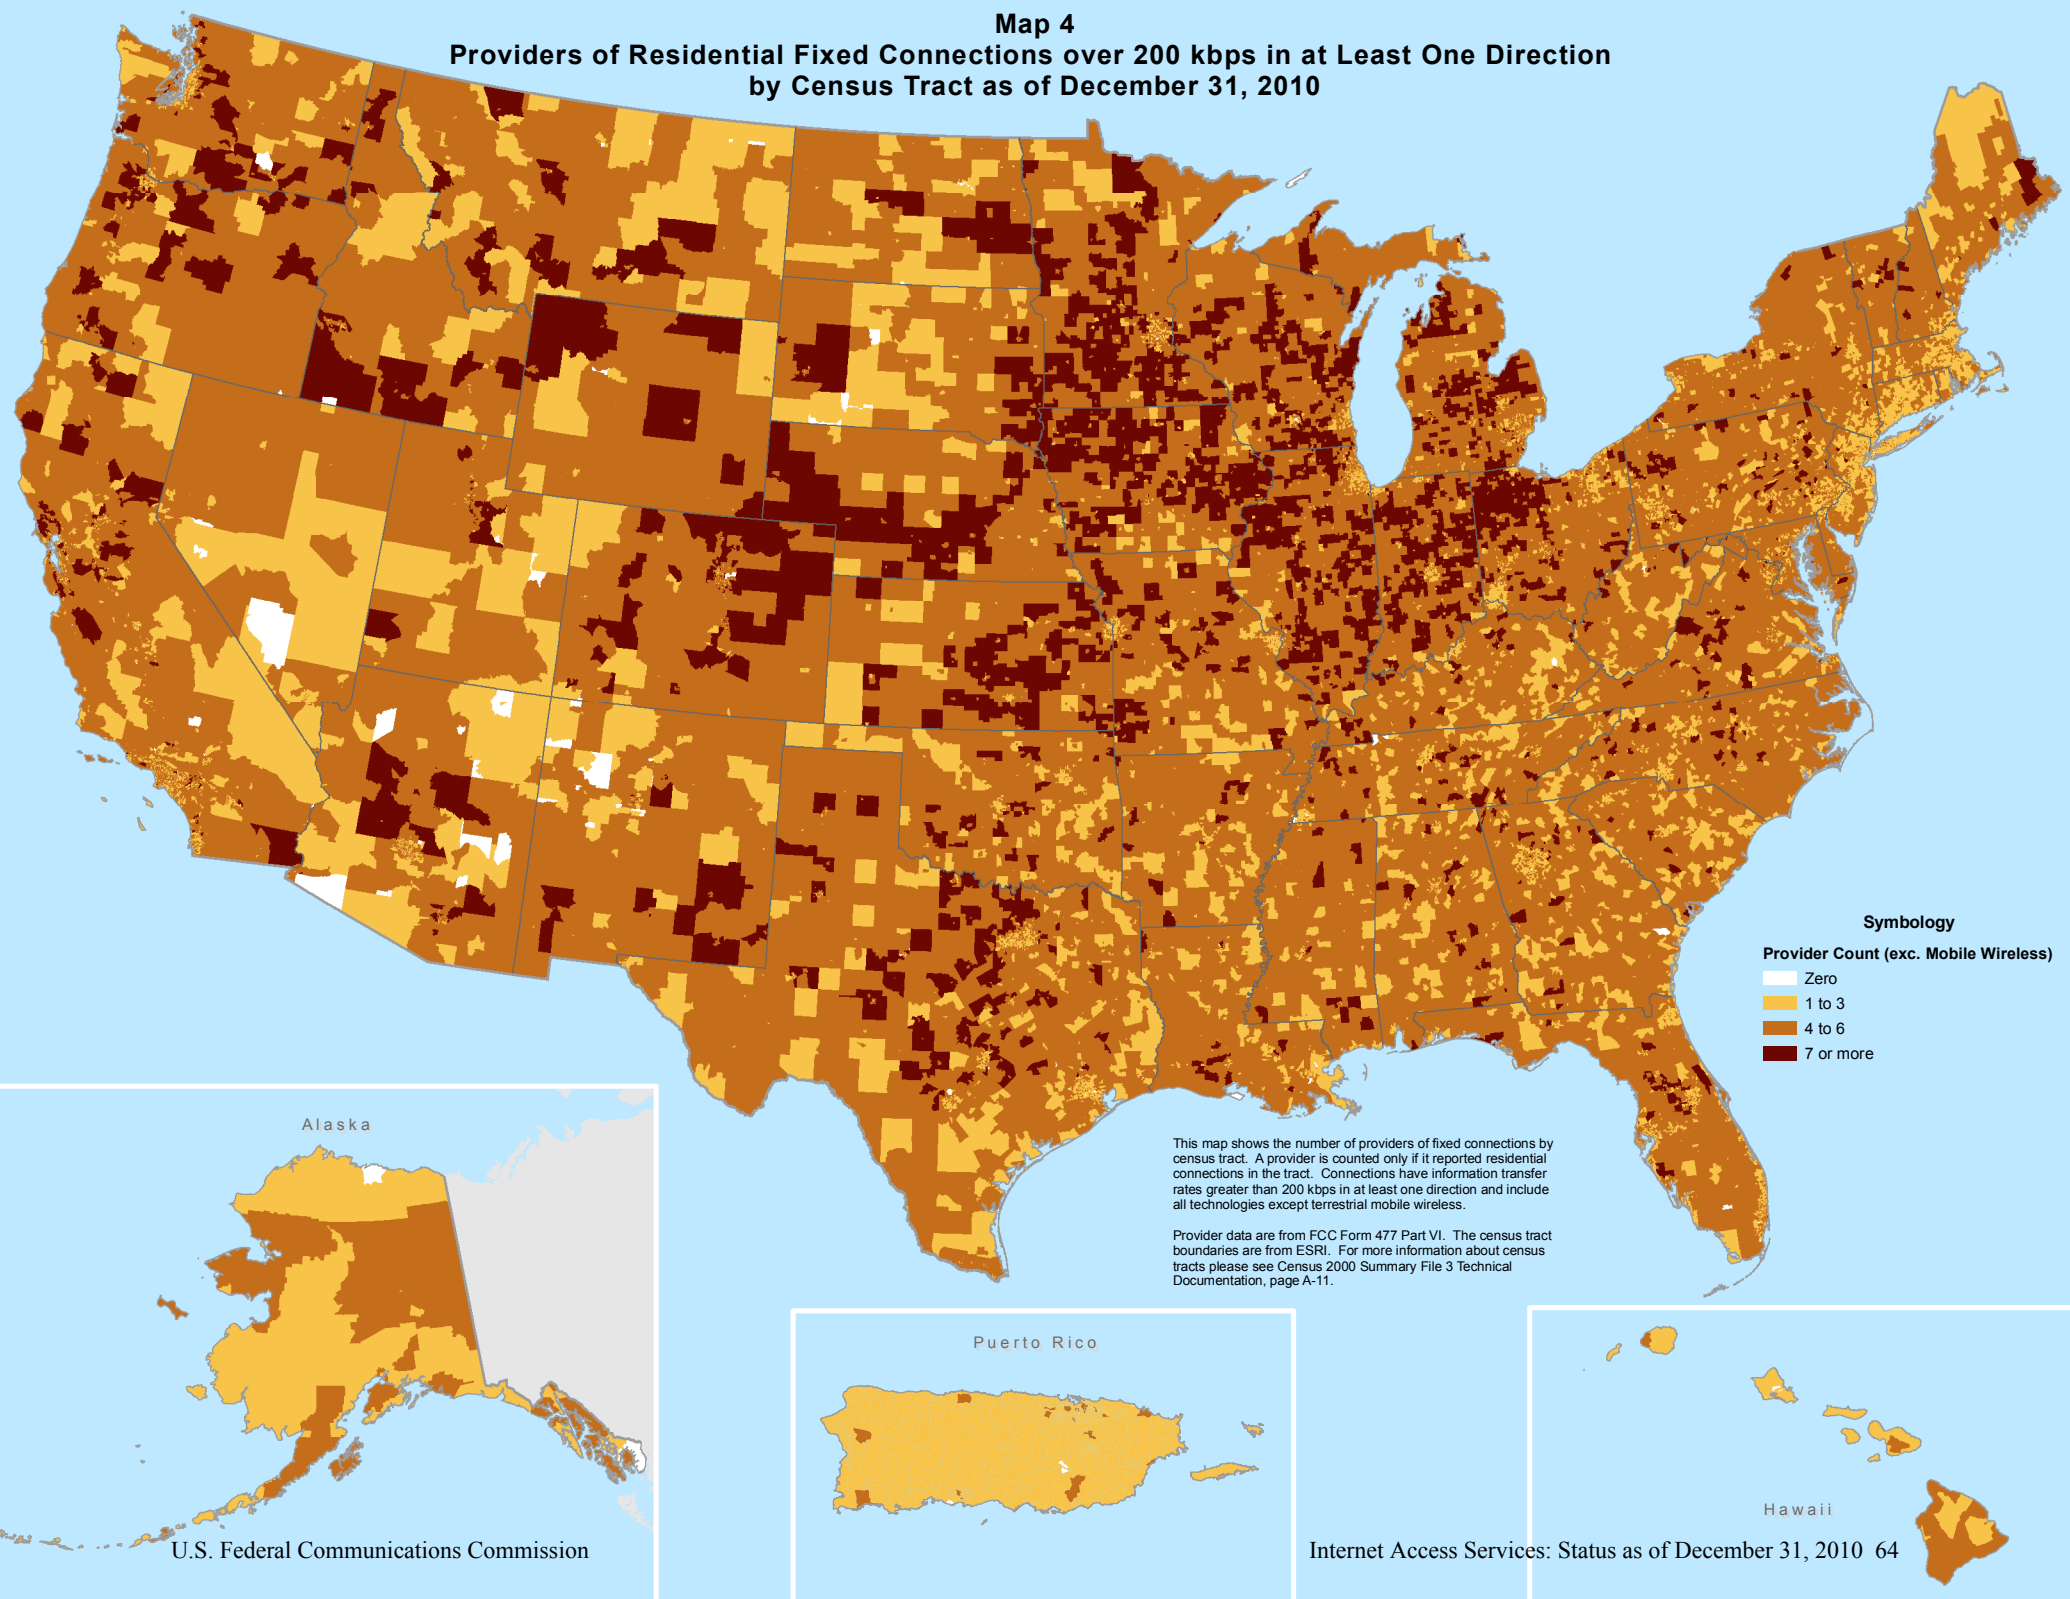 Map 4
Providers of Residential Fixed Connections over 200 kbps in at Least One Direction
by Census Tract as of December 31, 2010
Symbology
Provider Count (exc. Mobile Wireless)
Zero
1 to 3
4 to 6
7 or more
Alaska
This map shows the number of providers of fixed connections by
census tract.  A provider is counted only if it reported residential
connections in the tract.  Connections have information transfer
rates greater than 200 kbps in at least one direction and include
all technologies except terrestrial mobile wireless.
Provider data are from FCC Form 477 Part VI.  The census tract
boundaries are from ESRI.  For more information about census
tracts please see Census 2000 Summary File 3 Technical
Documentation, page A-11.
Puerto Rico
Hawaii
U.S. Federal Communications Commission
Internet Access Services: Status as of December 31, 2010  64